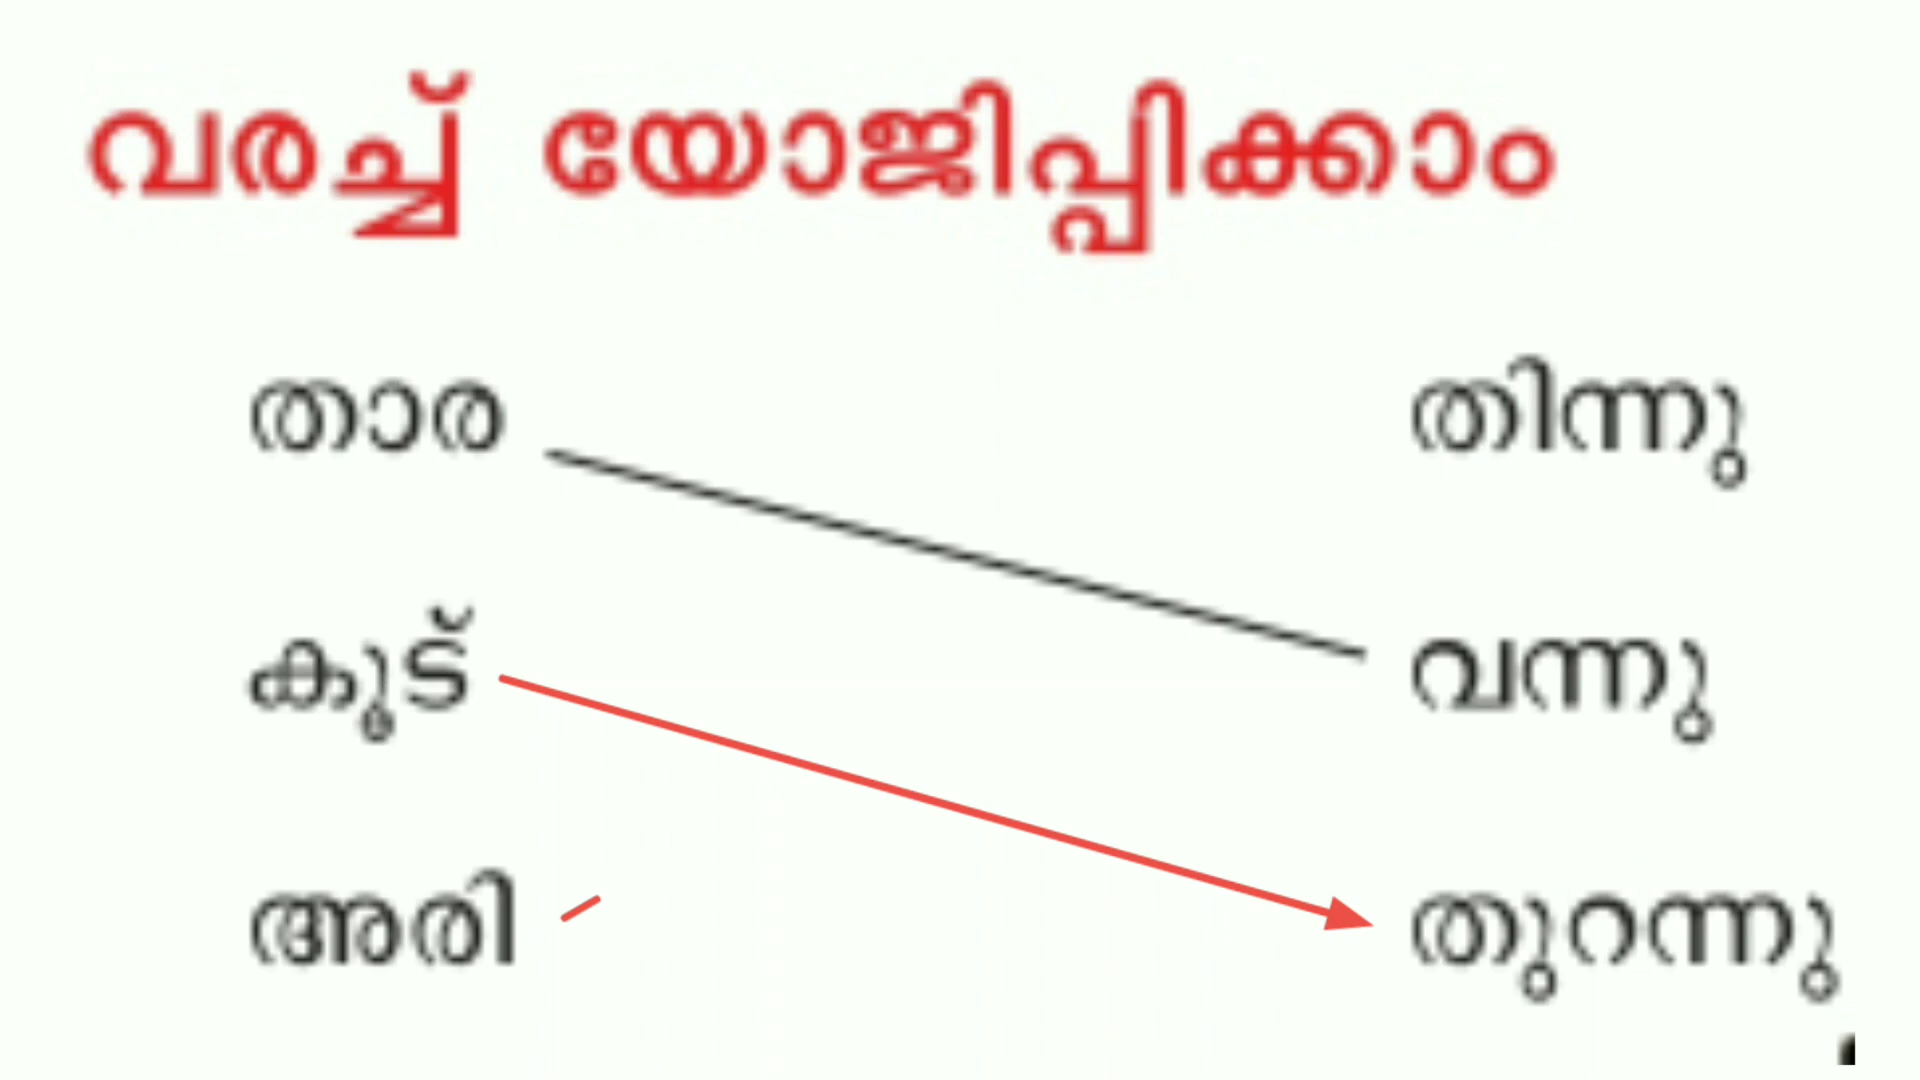 വരച്ച് യോജിപ്പിക്കാം
താര തിന്നു
കൂട് വന്നു
അരി തുറന്നു